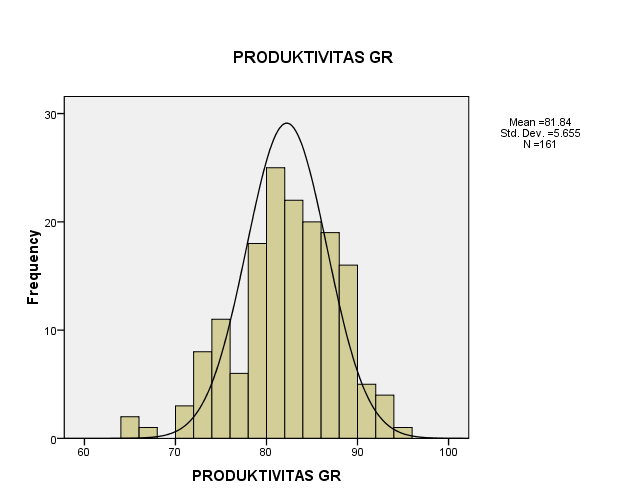 PRODUKTIVITAS GR
Mean =81.84
Std. Dev. =5.655
N =161
Frequency
30
20
10
0
60 70 80 90 100
PRODUKTIVITAS GR